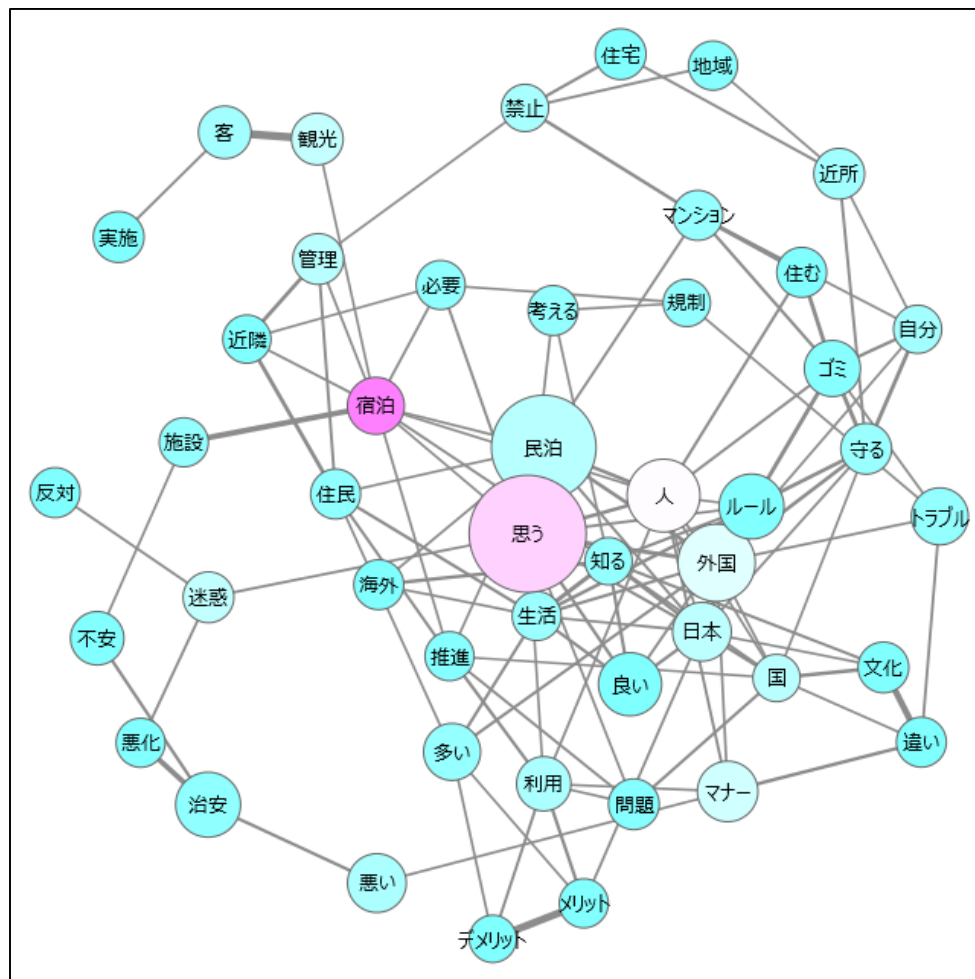 住宅
地域
禁止
客
観光
近所
マンション
実施
管理
住む
必要
考える
規制
自分
近隣
ゴミ
宿泊
施設
民泊
守る
反対
住民
人
ルール
トラブル
思う
知る
外国
海外
迷惑
生活
日本
不安
推進
良い
国
文化
悪化
違い
多い
利用
マナー
治安
問題
悪い
メリット
デメリット